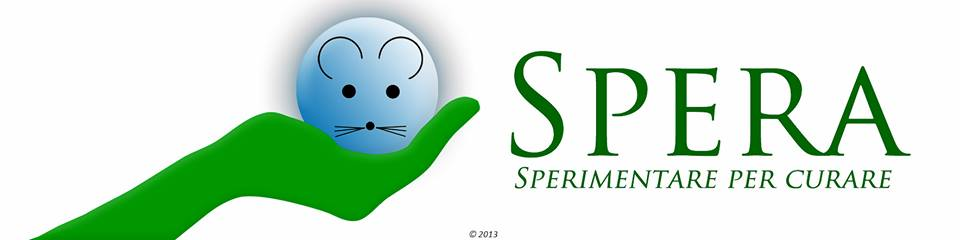 SPERA
SPERIMENTARE PER CURARE
© 2013